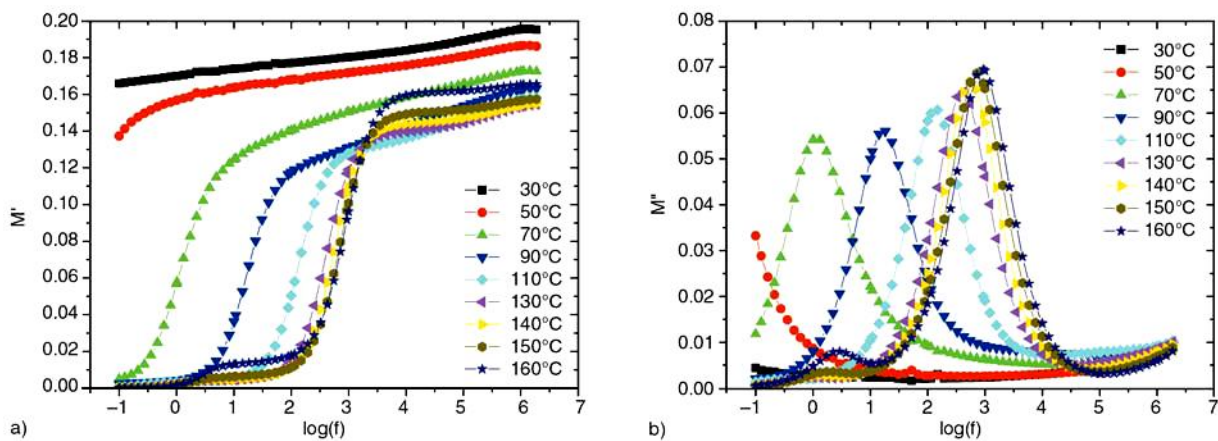 0.20
0.18
0.16
0.14
0.12
0.10
0.08
0.06
0.04
0.02
0.00
M'
−1 0 1 2 3 4 5 6 7
log(f)
30°C
50°C
70°C
90°C
110°C
130°C
140°C
150°C
160°C
a)
0.08
0.07
0.06
0.05
0.04
0.03
0.02
0.01
0.00
M"
−1 0 1 2 3 4 5 6 7
log(f)
30°C
50°C
70°C
90°C
110°C
130°C
140°C
150°C
160°C
b)